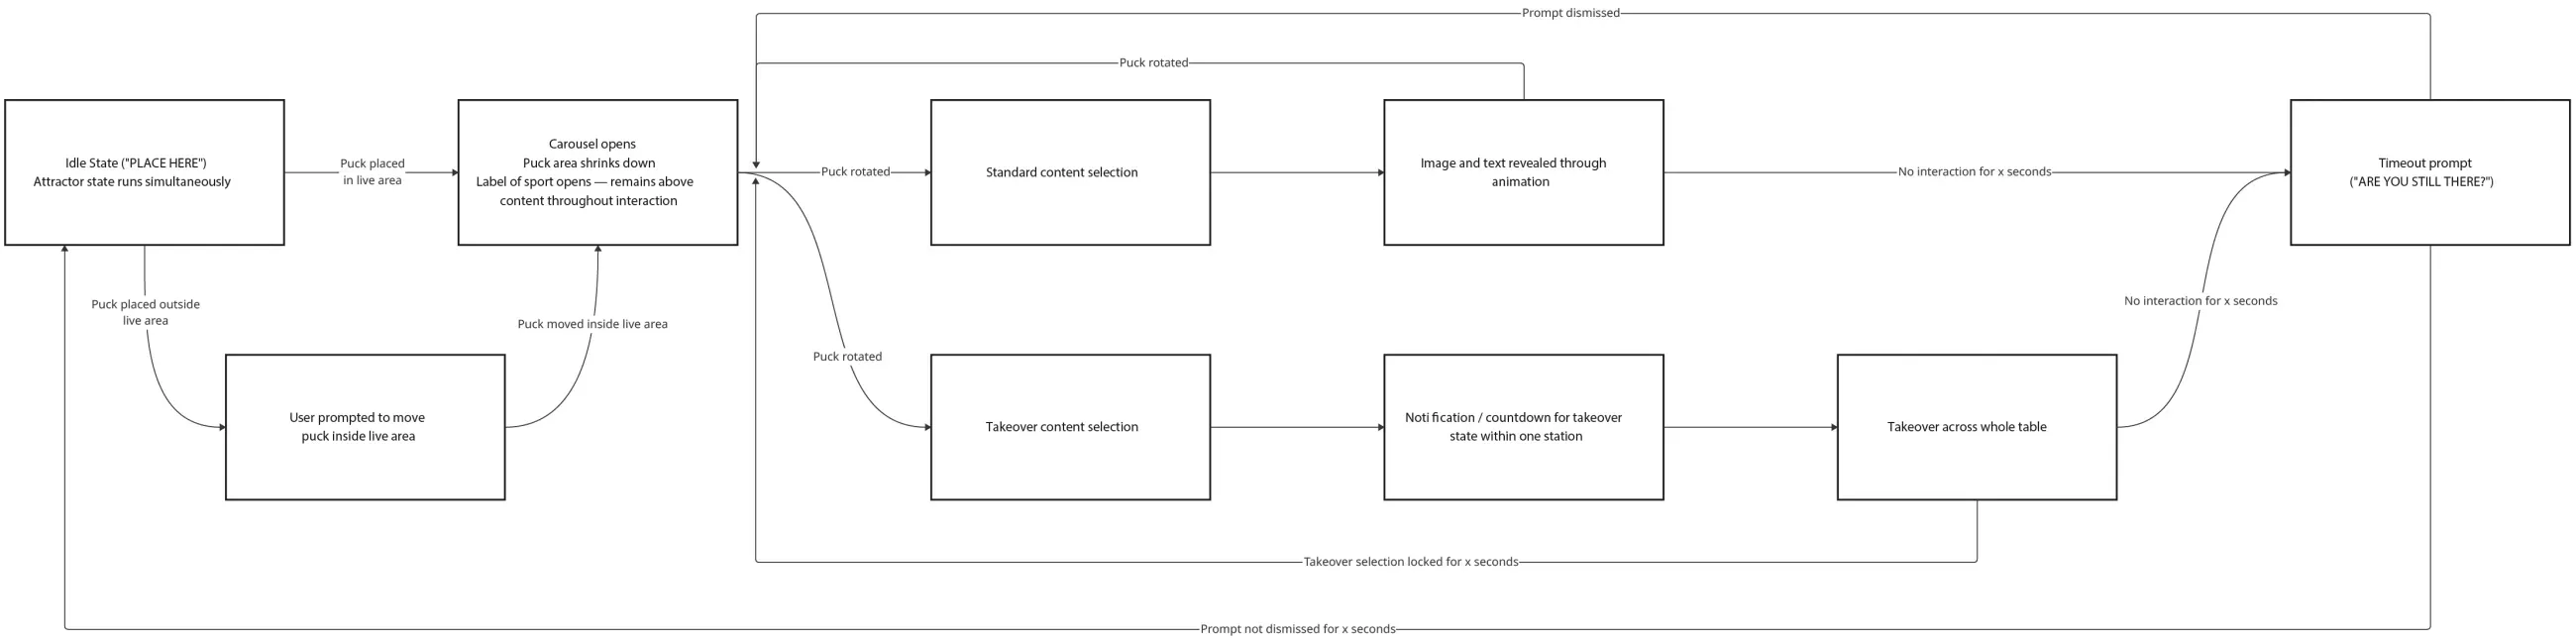 Prompt dismissed
Puck rotated
Idle State ("PLACE HERE")
Attractor state runs simultaneously
Puck placed
in live area
Carousel opens
Puck area shrinks down
Label of sport opens — remains above
content throughout interaction
Puck rotated
Standard content selection
Image and text revealed through
animation
No interaction for x seconds
Timeout prompt
("ARE YOU STILL THERE?")
Puck placed outside
live area
Puck moved inside live area
Puck rotated
No interaction for x seconds
User prompted to move
puck inside live area
Takeover content selection
Noti fication / countdown for takeover
state within one station
Takeover across whole table
Takeover selection locked for x seconds
Prompt not dismissed for x seconds